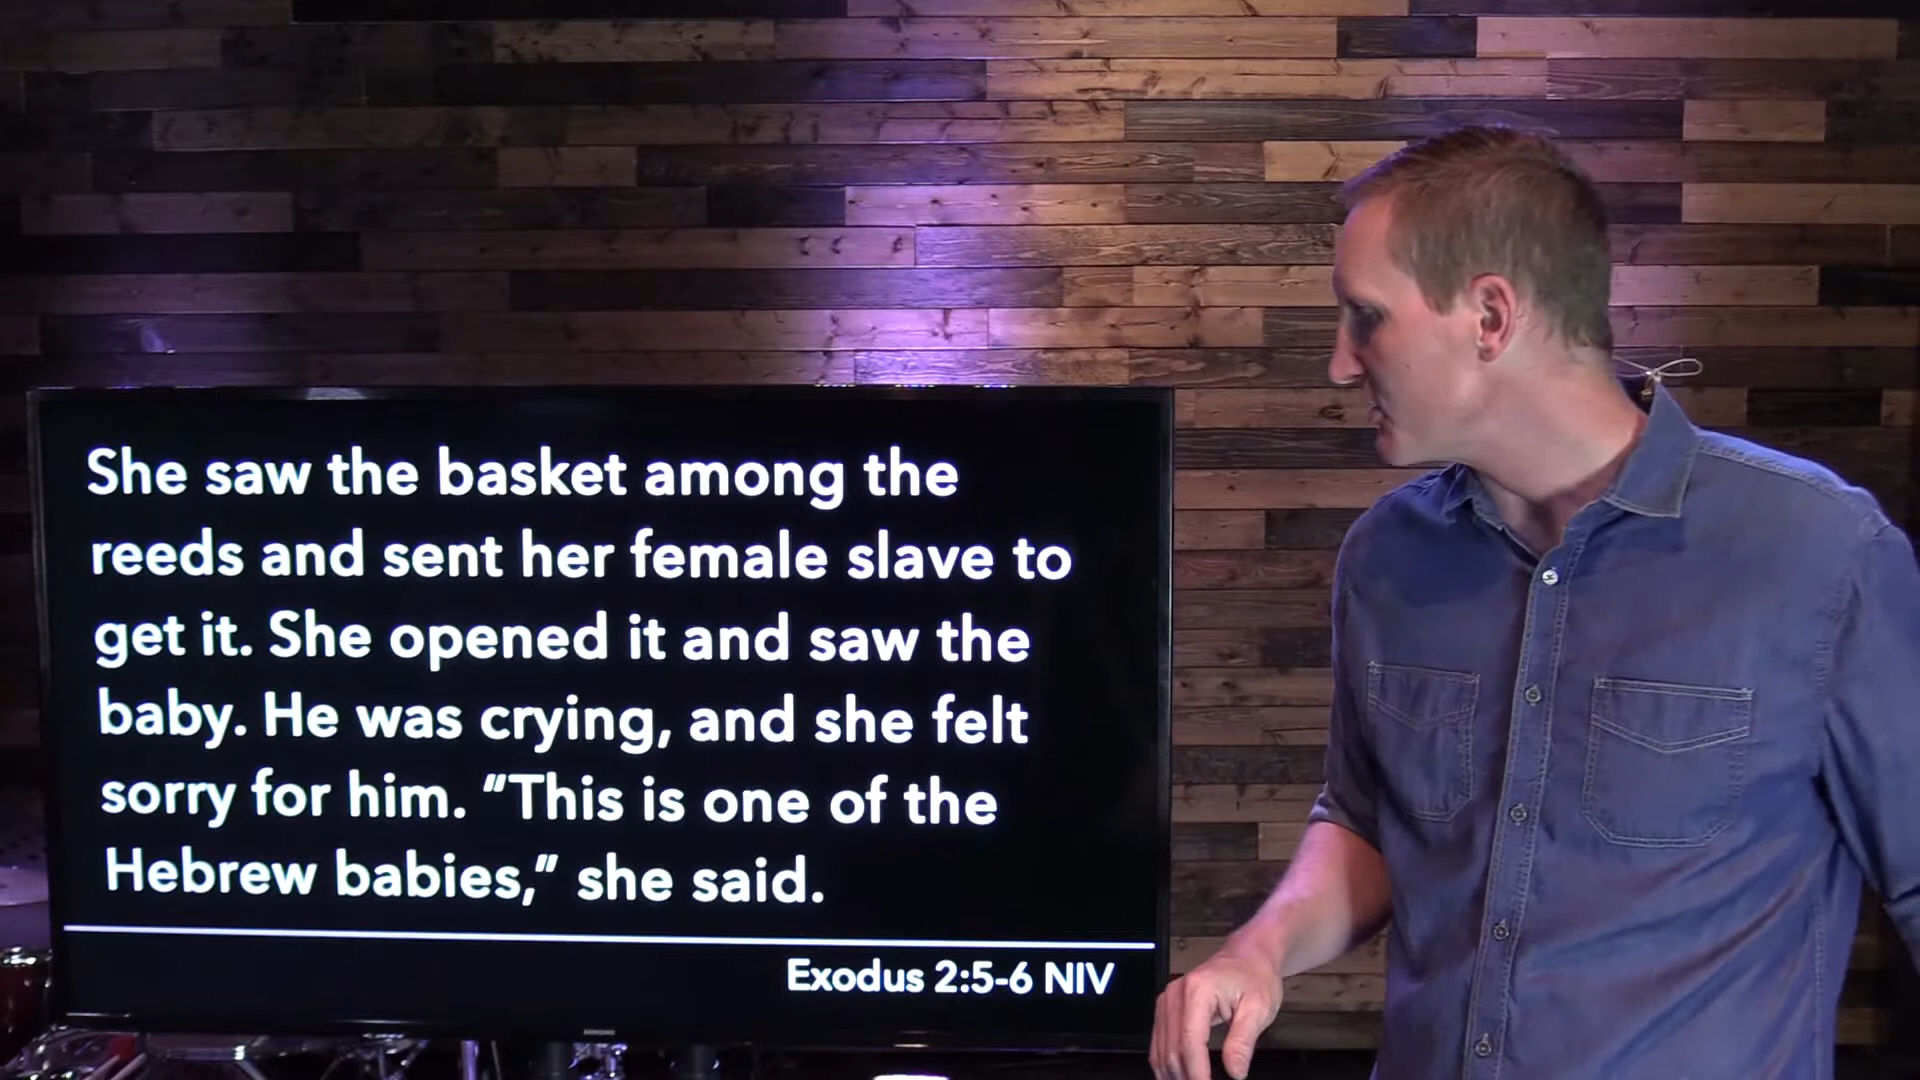 She saw the basket among the
reeds and sent her female slave to
get it. She opened it and saw the
baby. He was crying, and she felt
sorry for him. "This is one of the
Hebrew babies," she said.
Exodus 2:5-6 NIV